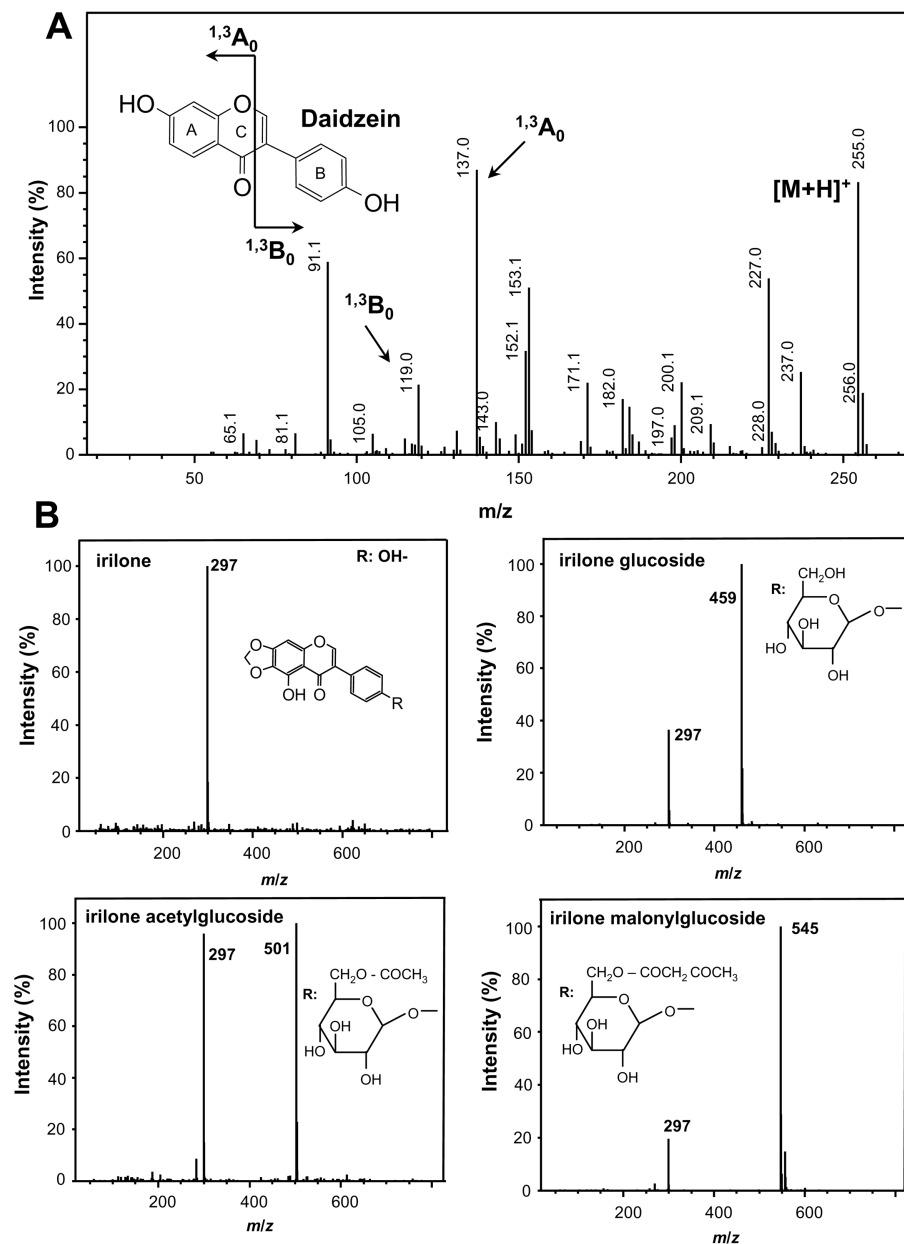 A
1,3A0
HO
O
A
C
Daidzein
B
O
OH
1,3B0
1,3A0
[M+H]+
1,3B0
Intensity (%)
100
80
60
40
20
0
65.1
81.1
91.1
105.0
119.0
137.0
143.0
152.1
153.1
171.1
182.0
197.0
200.1
209.1
227.0
228.0
237.0
255.0
256.0
50
100
150
200
250
m/z
B
irilone
R: OH-
297
O
O
O
OH
O
R
Intensity (%)
100
80
60
40
20
0
200
400
600
m/z
irilone glucoside
459
297
R:
CH2OH
O
O
OH
HO
OH
Intensity (%)
100
80
60
40
20
0
200
400
600
m/z
irilone acetylglucoside
297
501
R:
CH2O - COCH3
O
O
OH
HO
OH
Intensity (%)
100
80
60
40
20
0
200
400
600
m/z
irilone malonylglucoside
545
297
R:
CH2O – COCH2 COCH3
O
O
OH
HO
OH
Intensity (%)
100
80
60
40
20
0
200
400
600
m/z